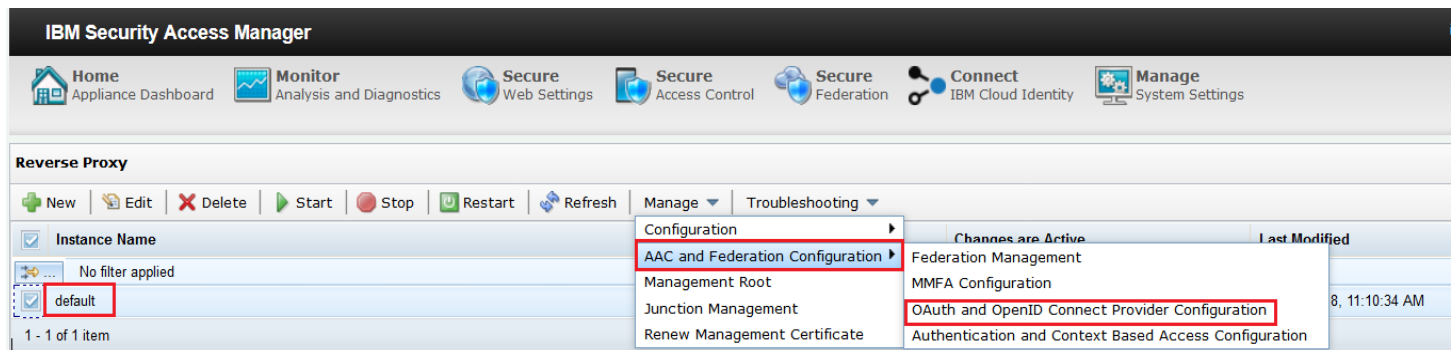 IBM Security Access Manager
Home Monitor Secure Secure Secure Connect Manage
Appliance Dashboard Analysis and Diagnostics Web Settings Access Control Federation IBM Cloud Identity System Settings
Reverse Proxy
New Edit Delete Start Stop Restart Refresh Manage Troubleshooting
Instance Name Configuration Changes are Active Last Modified
... No filter applied AAC and Federation Configuration Federation Management
Management Root MMFA Configuration
default Junction Management OAuth and OpenID Connect Provider Configuration 8, 11:10:34 AM
1 - 1 of 1 item Renew Management Certificate Authentication and Context Based Access Configuration